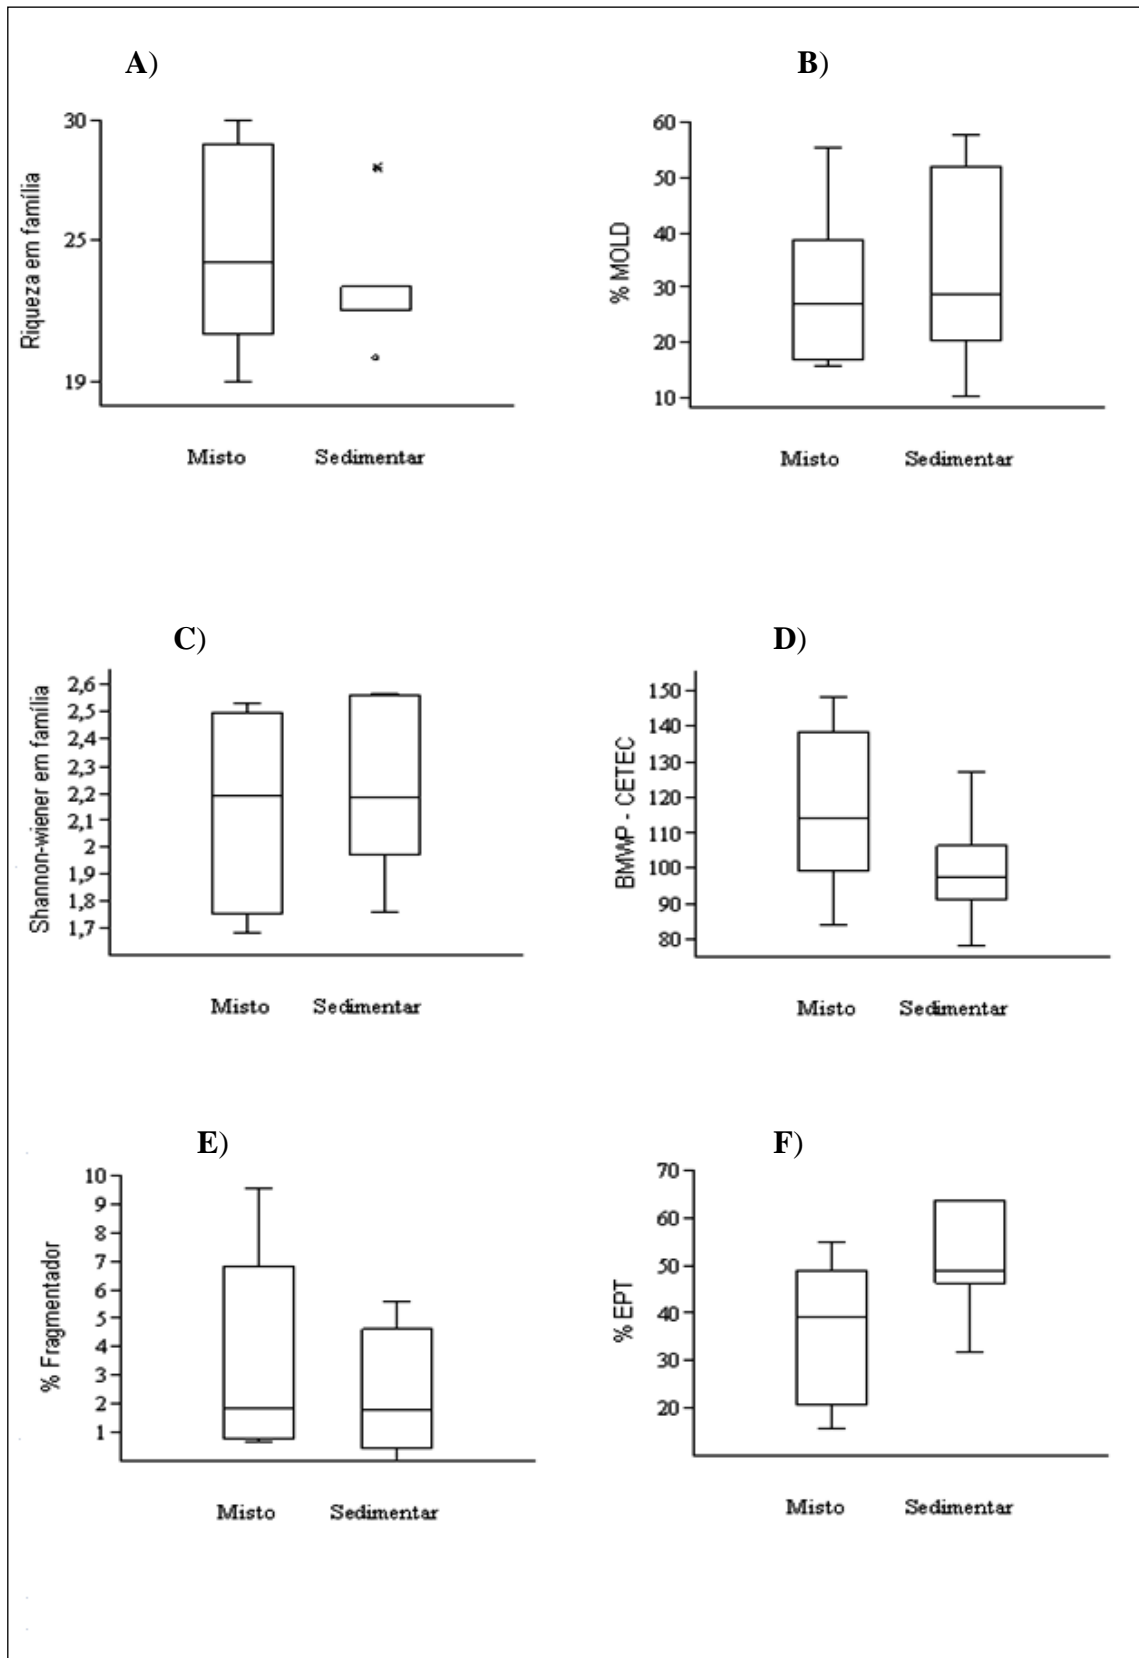 A)
B)
Riqueza em família
30
25
19
Misto Sedimentar
% MOLD
60
50
40
30
20
10
Misto Sedimentar
C)
D)
Shannon-wiener em família
2,6
2,5
2,4
2,3
2,2
2,1
2
1,9
1,8
1,7
Misto Sedimentar
BMWP - CETEC
150
140
130
120
110
100
90
80
Misto Sedimentar
E)
F)
% Fragmentador
10
9
8
7
6
5
4
3
2
1
Misto Sedimentar
% EPT
70
60
50
40
30
20
Misto Sedimentar